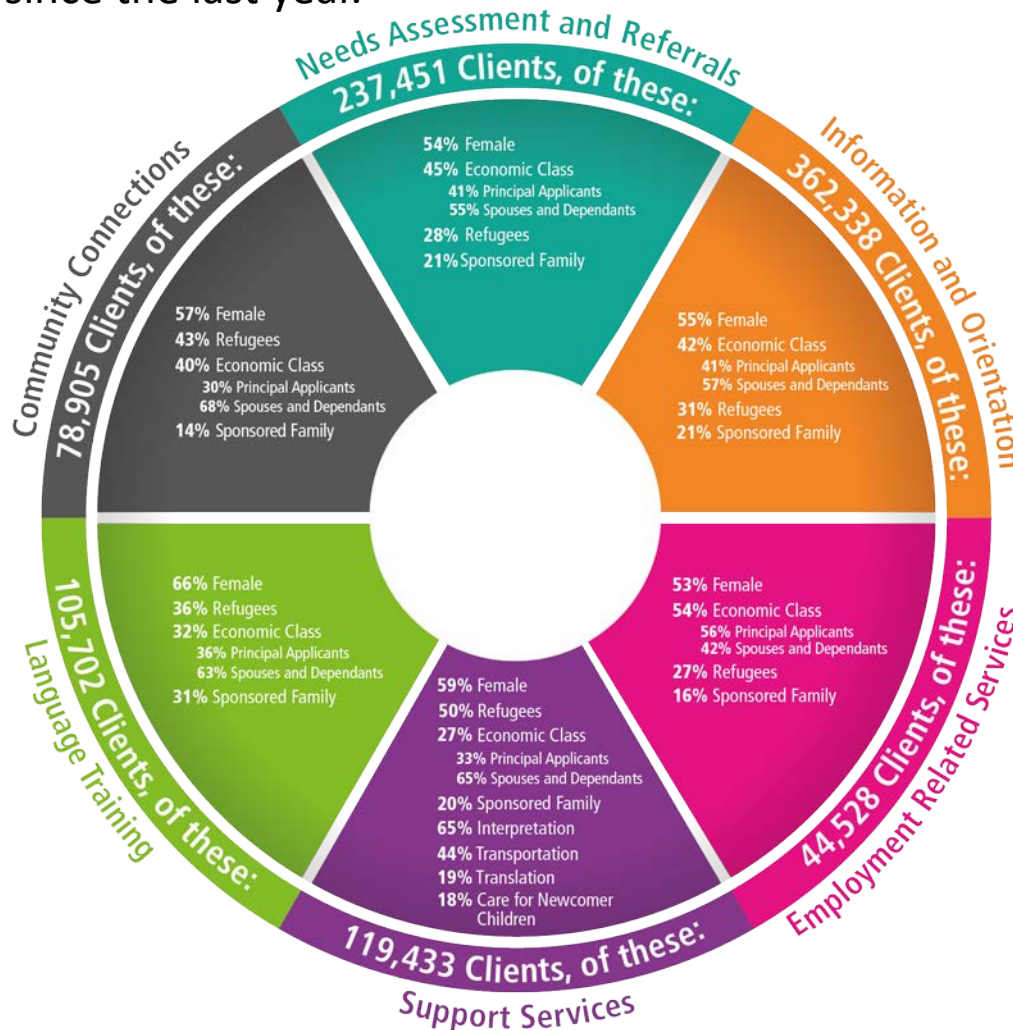 since the last year.
Needs Assessment and Referrals
237,451 Clients, of these:
54% Female
45% Economic Class
41% Principal Applicants
55% Spouses and Dependants
28% Refugees
21% Sponsored Family
Information and Orientation
362,338 Clients, of these:
55% Female
42% Economic Class
41% Principal Applicants
57% Spouses and Dependants
31% Refugees
21% Sponsored Family
Employment Related Services
44,528 Clients, of these:
53% Female
54% Economic Class
56% Principal Applicants
42% Spouses and Dependants
27% Refugees
16% Sponsored Family
Support Services
119,433 Clients, of these:
59% Female
50% Refugees
27% Economic Class
33% Principal Applicants
65% Spouses and Dependants
20% Sponsored Family
65% Interpretation
44% Transportation
19% Translation
18% Care for Newcomer
Children
Language Training
105,702 Clients, of these:
66% Female
36% Refugees
32% Economic Class
36% Principal Applicants
63% Spouses and Dependants
31% Sponsored Family
Community Connections
78,905 Clients, of these:
57% Female
43% Refugees
40% Economic Class
30% Principal Applicants
68% Spouses and Dependants
14% Sponsored Family